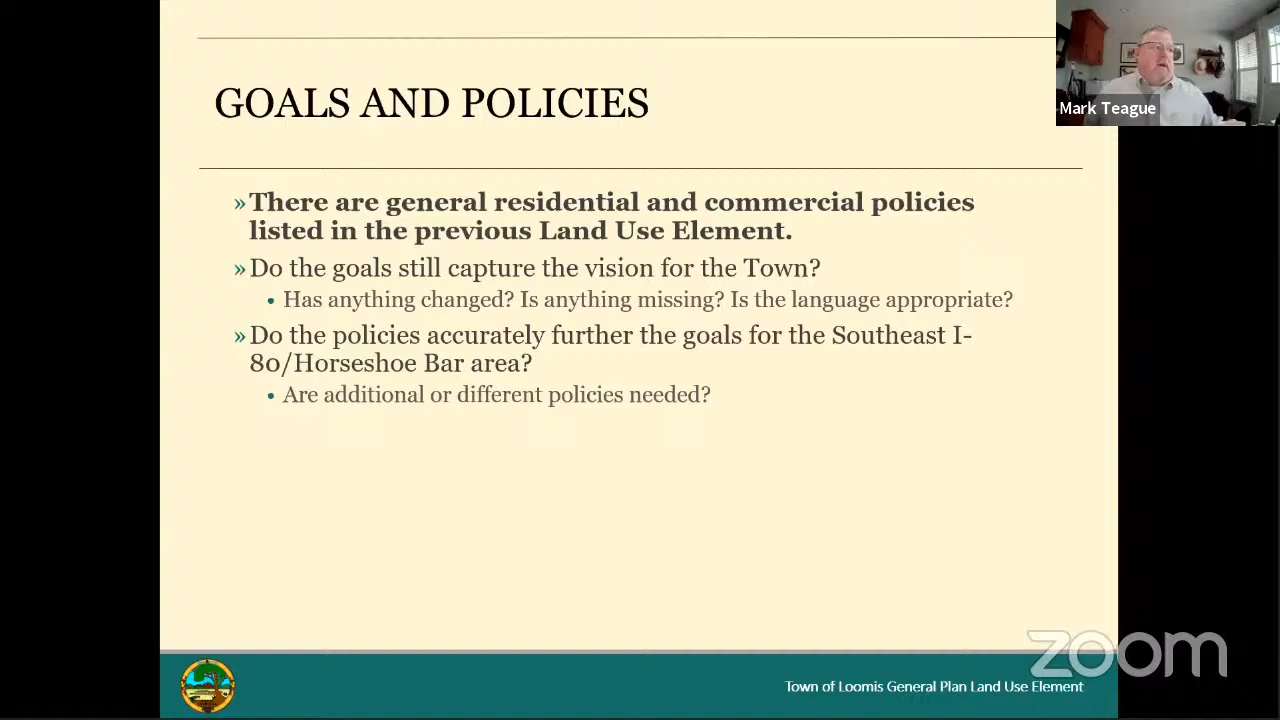 GOALS AND POLICIES
Mark Teague
» There are general residential and commercial policies
listed in the previous Land Use Element.
» Do the goals still capture the vision for the Town?
• Has anything changed? Is anything missing? Is the language appropriate?
» Do the policies accurately further the goals for the Southeast I-
80/Horseshoe Bar area?
• Are additional or different policies needed?
zoom
Town of Loomis General Plan Land Use Element